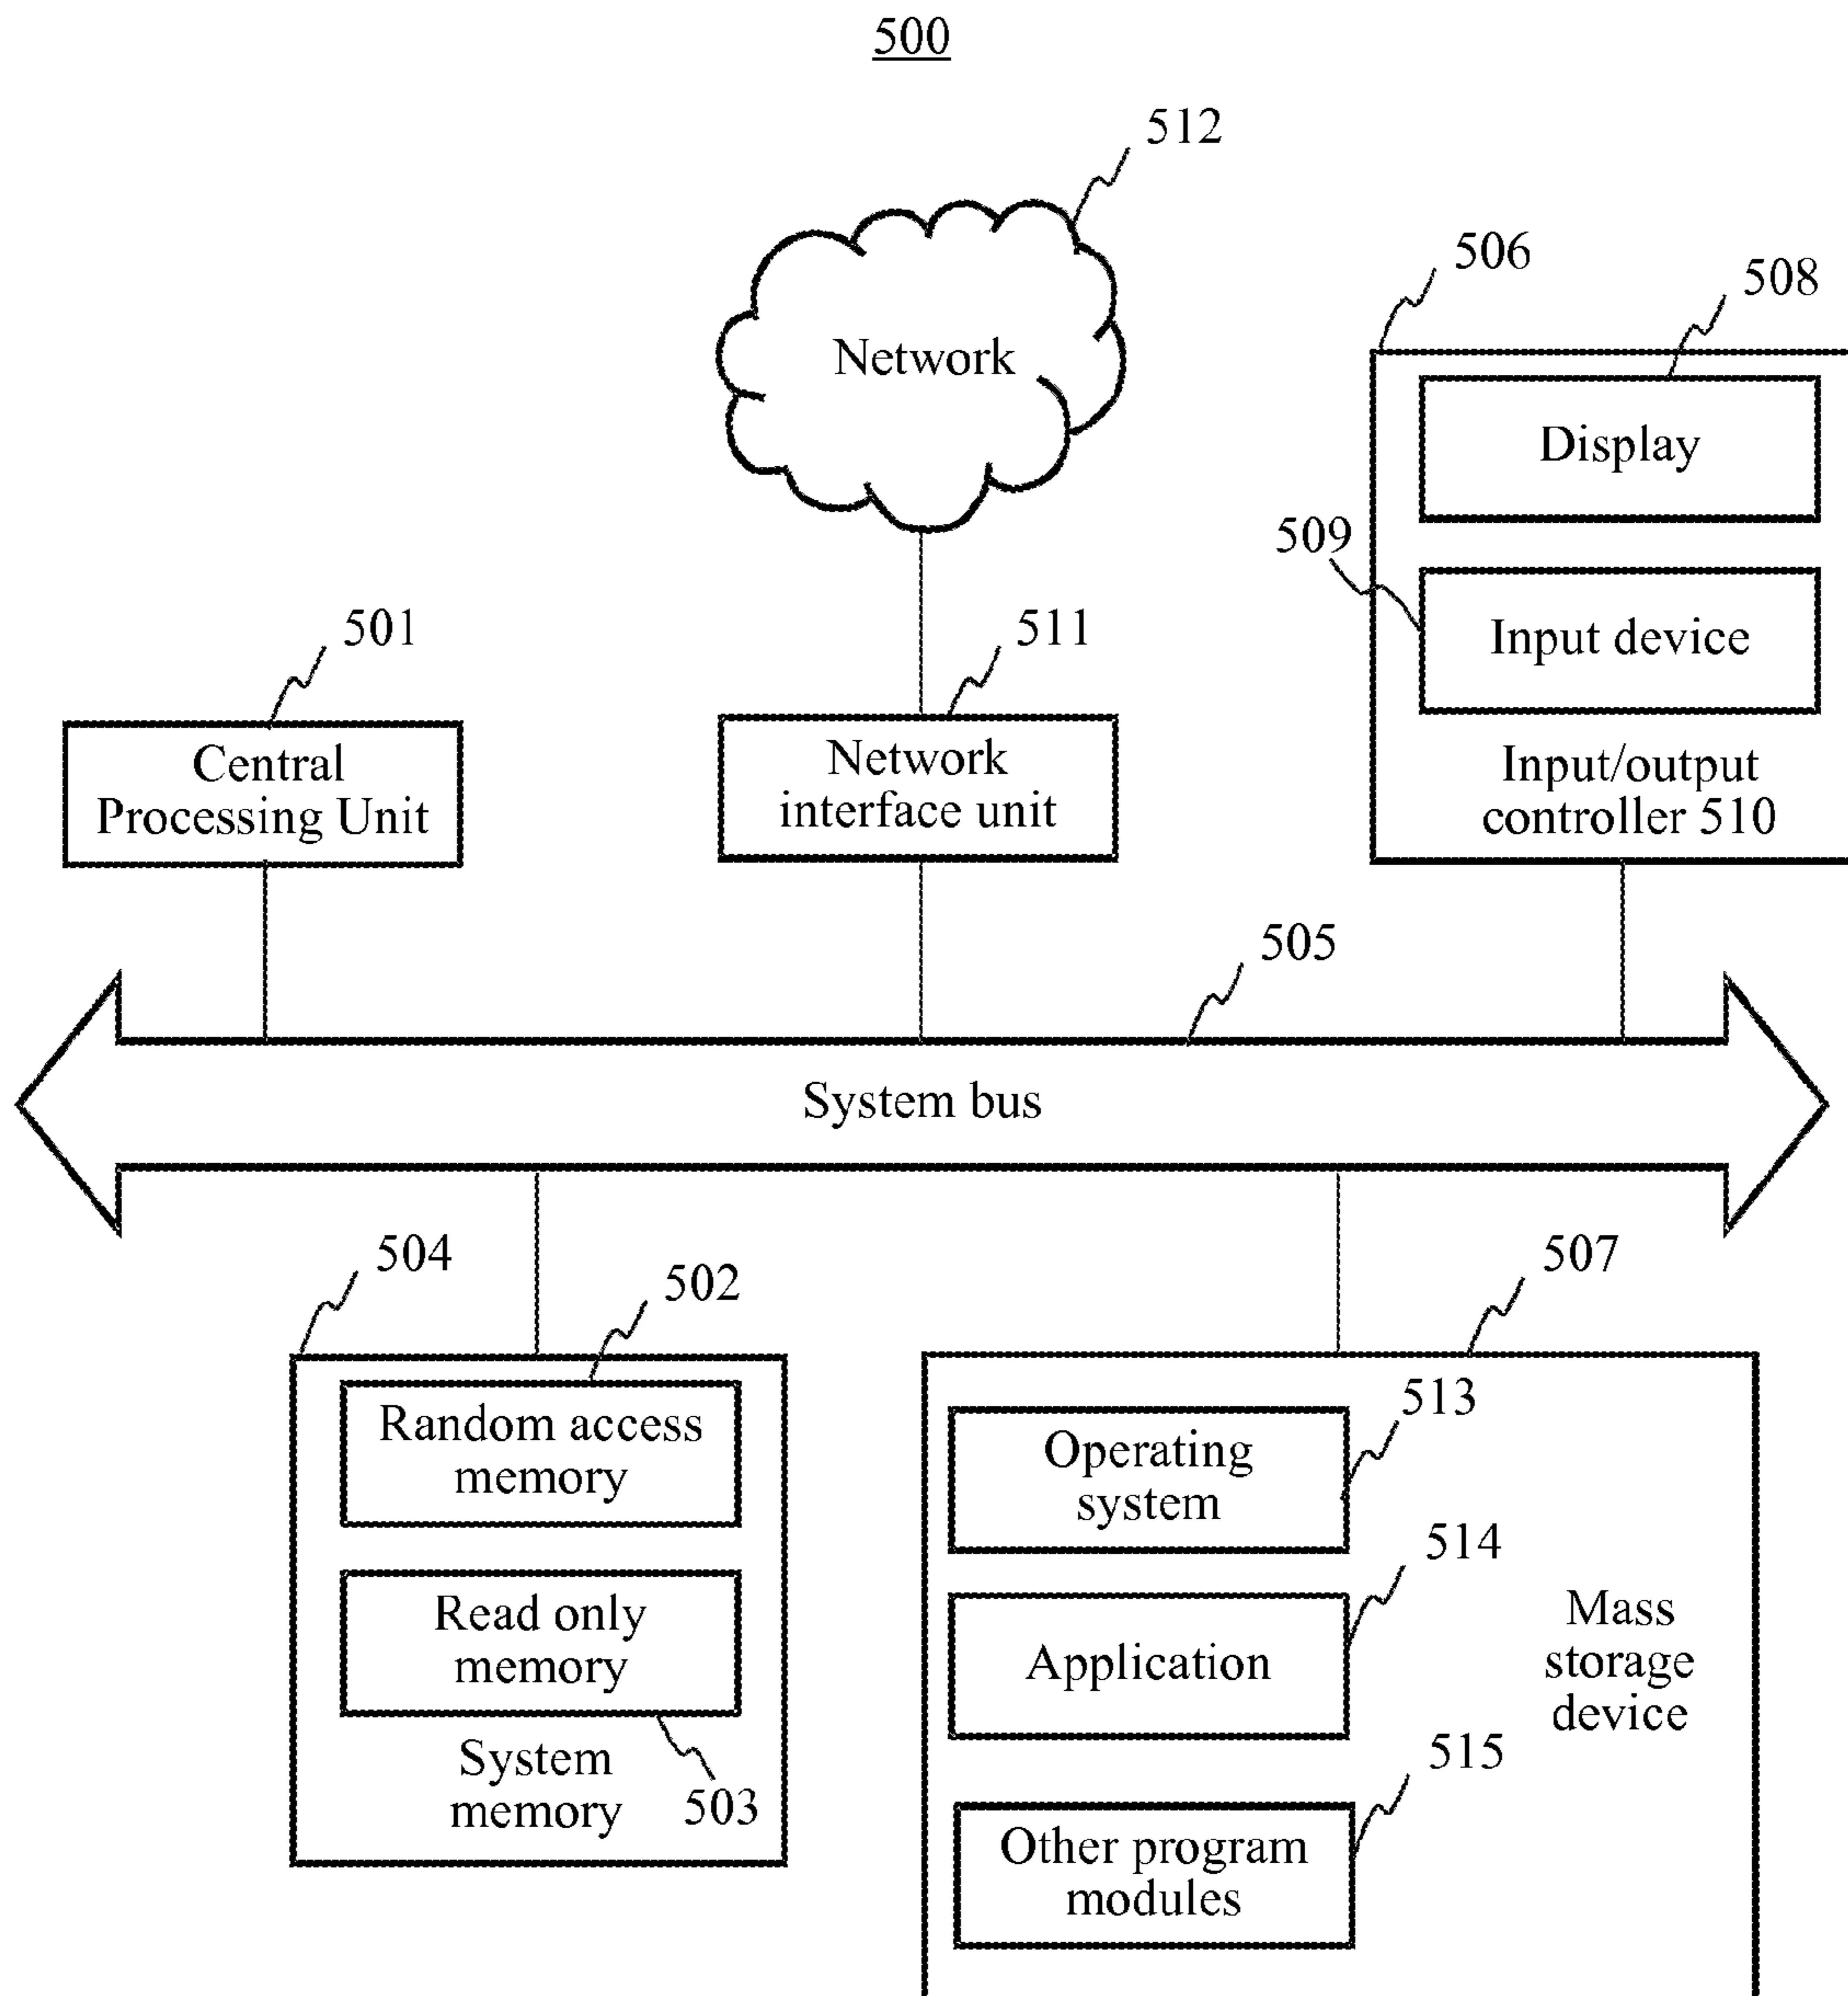 500
512
Network
506
508
Display
509
Input device
Input/output
controller 510
501
Central
Processing Unit
511
Network
interface unit
505
System bus
504
502
Random access
memory
Read only
memory
System
memory
503
507
513
Operating
system
514
Application
Mass
storage
device
515
Other program
modules